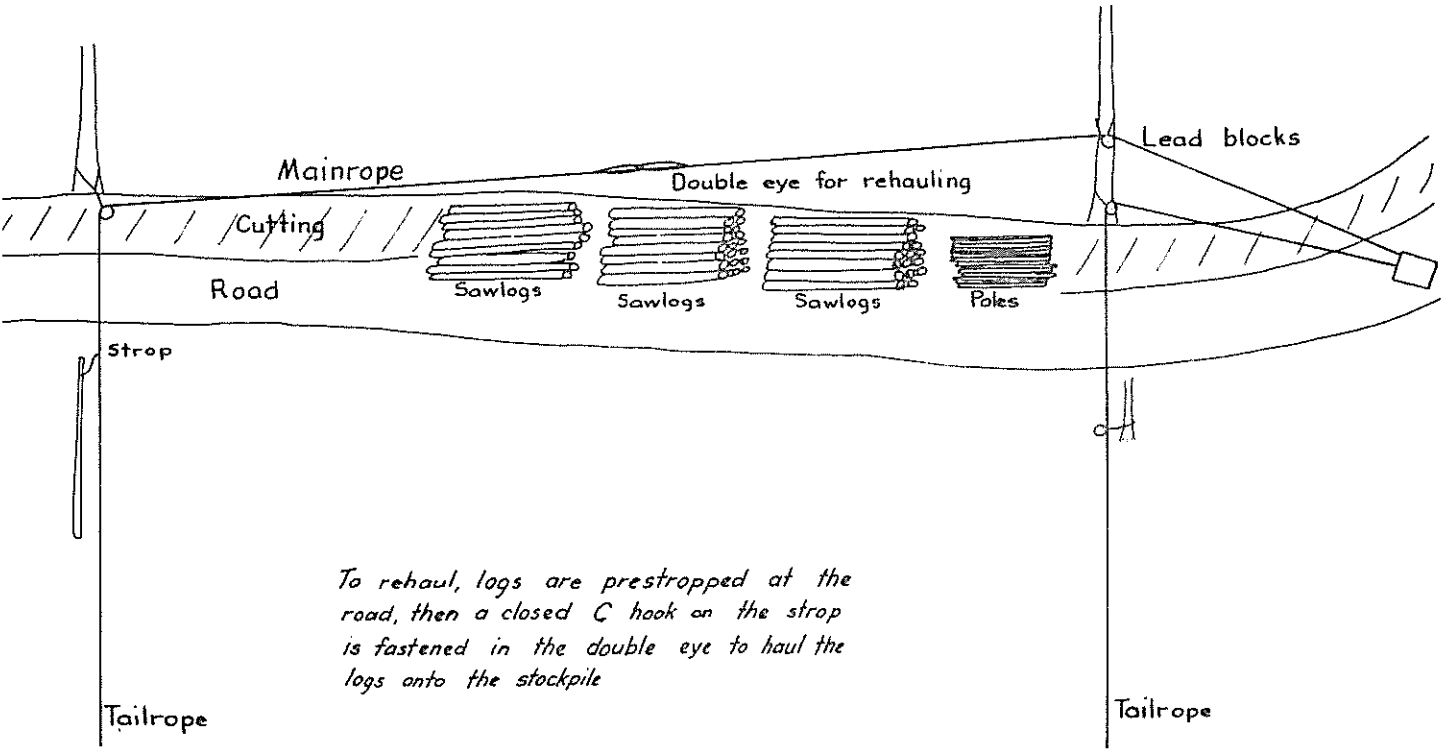 Lead blocks
Mainrope
Double eye for rehauling
Cutting
Road
Sawlogs
Sawlogs
Sawlogs
Poles
Strop
To rehaul, logs are prestropped at the
road, then a closed C hook on the strop
is fastened in the double eye to haul the
logs onto the stockpile
Tailrope
Tailrope